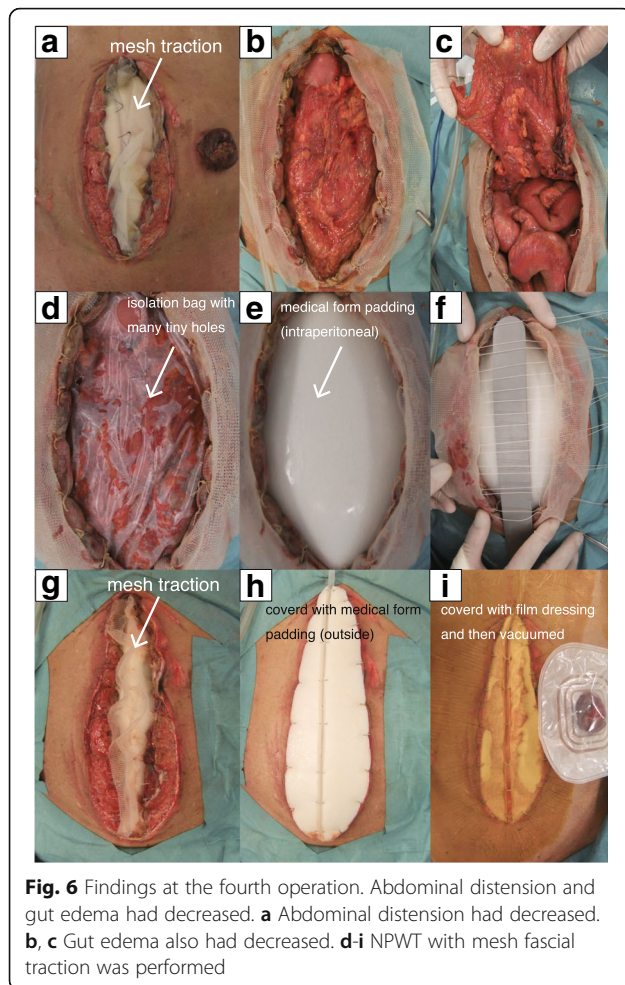 a
mesh traction
b
c
d
isolation bag with
many tiny holes
e
medical form padding
(intraperitoneal)
f
g
mesh traction
h
coverd with medical form
padding (outside)
i
coverd with film dressing
and then vacuumed
Fig. 6 Findings at the fourth operation. Abdominal distension and
gut edema had decreased. a Abdominal distension had decreased.
b, c Gut edema also had decreased. d-i NPWT with mesh fascial
traction was performed